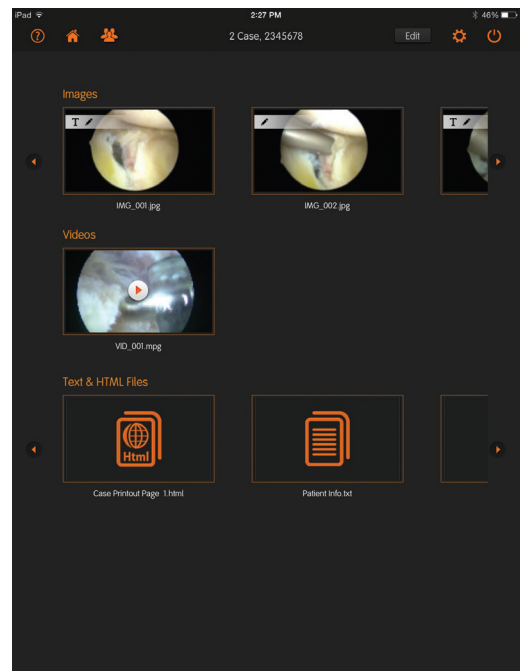 iPad 2:27 PM 46%
? 2 Case, 2345678 Edit
Images
T T
IMG_001.jpg IMG_002.jpg
Videos
VID_001.mpg
Text & HTML Files
Html
Case Printout Page 1.html Patient Info.txt